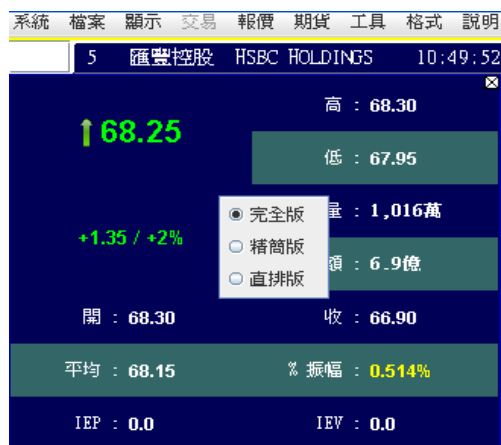 系統 檔案 顯示 交易 報價 期貨 工具 格式 說明
5 匯豐控股 HSBC HOLDINGS 10:49:52
高 : 68.30
68.25
低 : 67.95
完全版
量 : 1,016萬
+1.35 / +2%
精簡版
額 : 6.9億
直排版
開 : 68.30 收 : 66.90
平均 : 68.15 % 振幅 : 0.514%
IEP : 0.0 IEV : 0.0